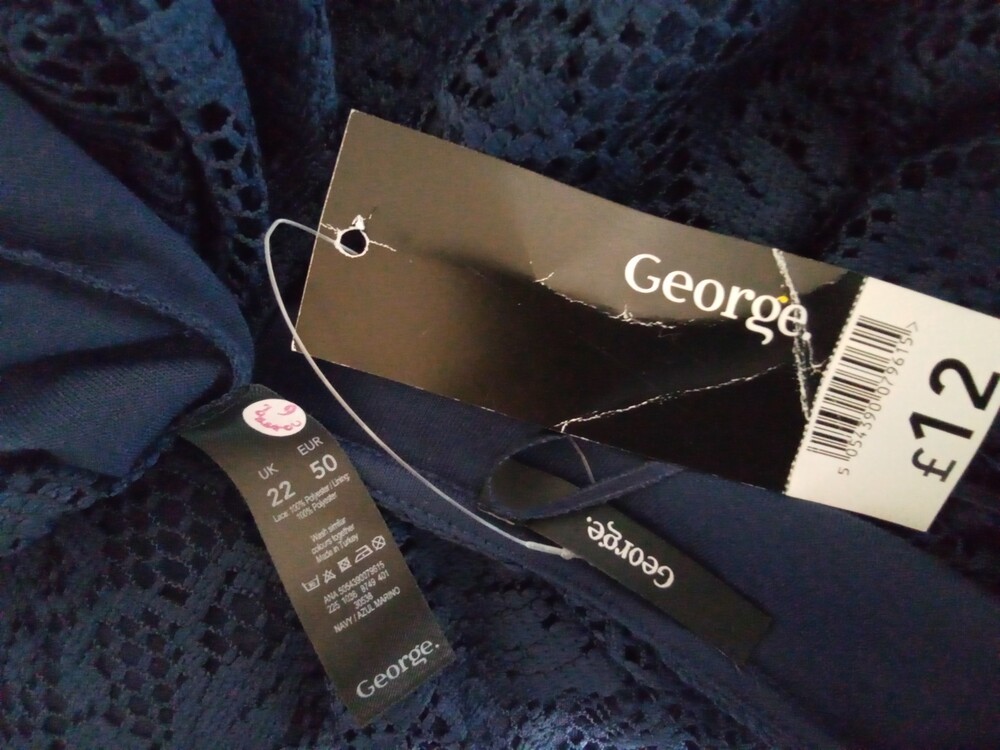 George.
5 054390 079615 >
£12
UK EUR
22 50
Lace: 100% Polyester / Lining:
100% Polyester
Wash similar
colours together
Made in Turkey
ANA 5054390079615
225 1036 8749 421
30538
NAVY / AZUL MARINO
George.
George.